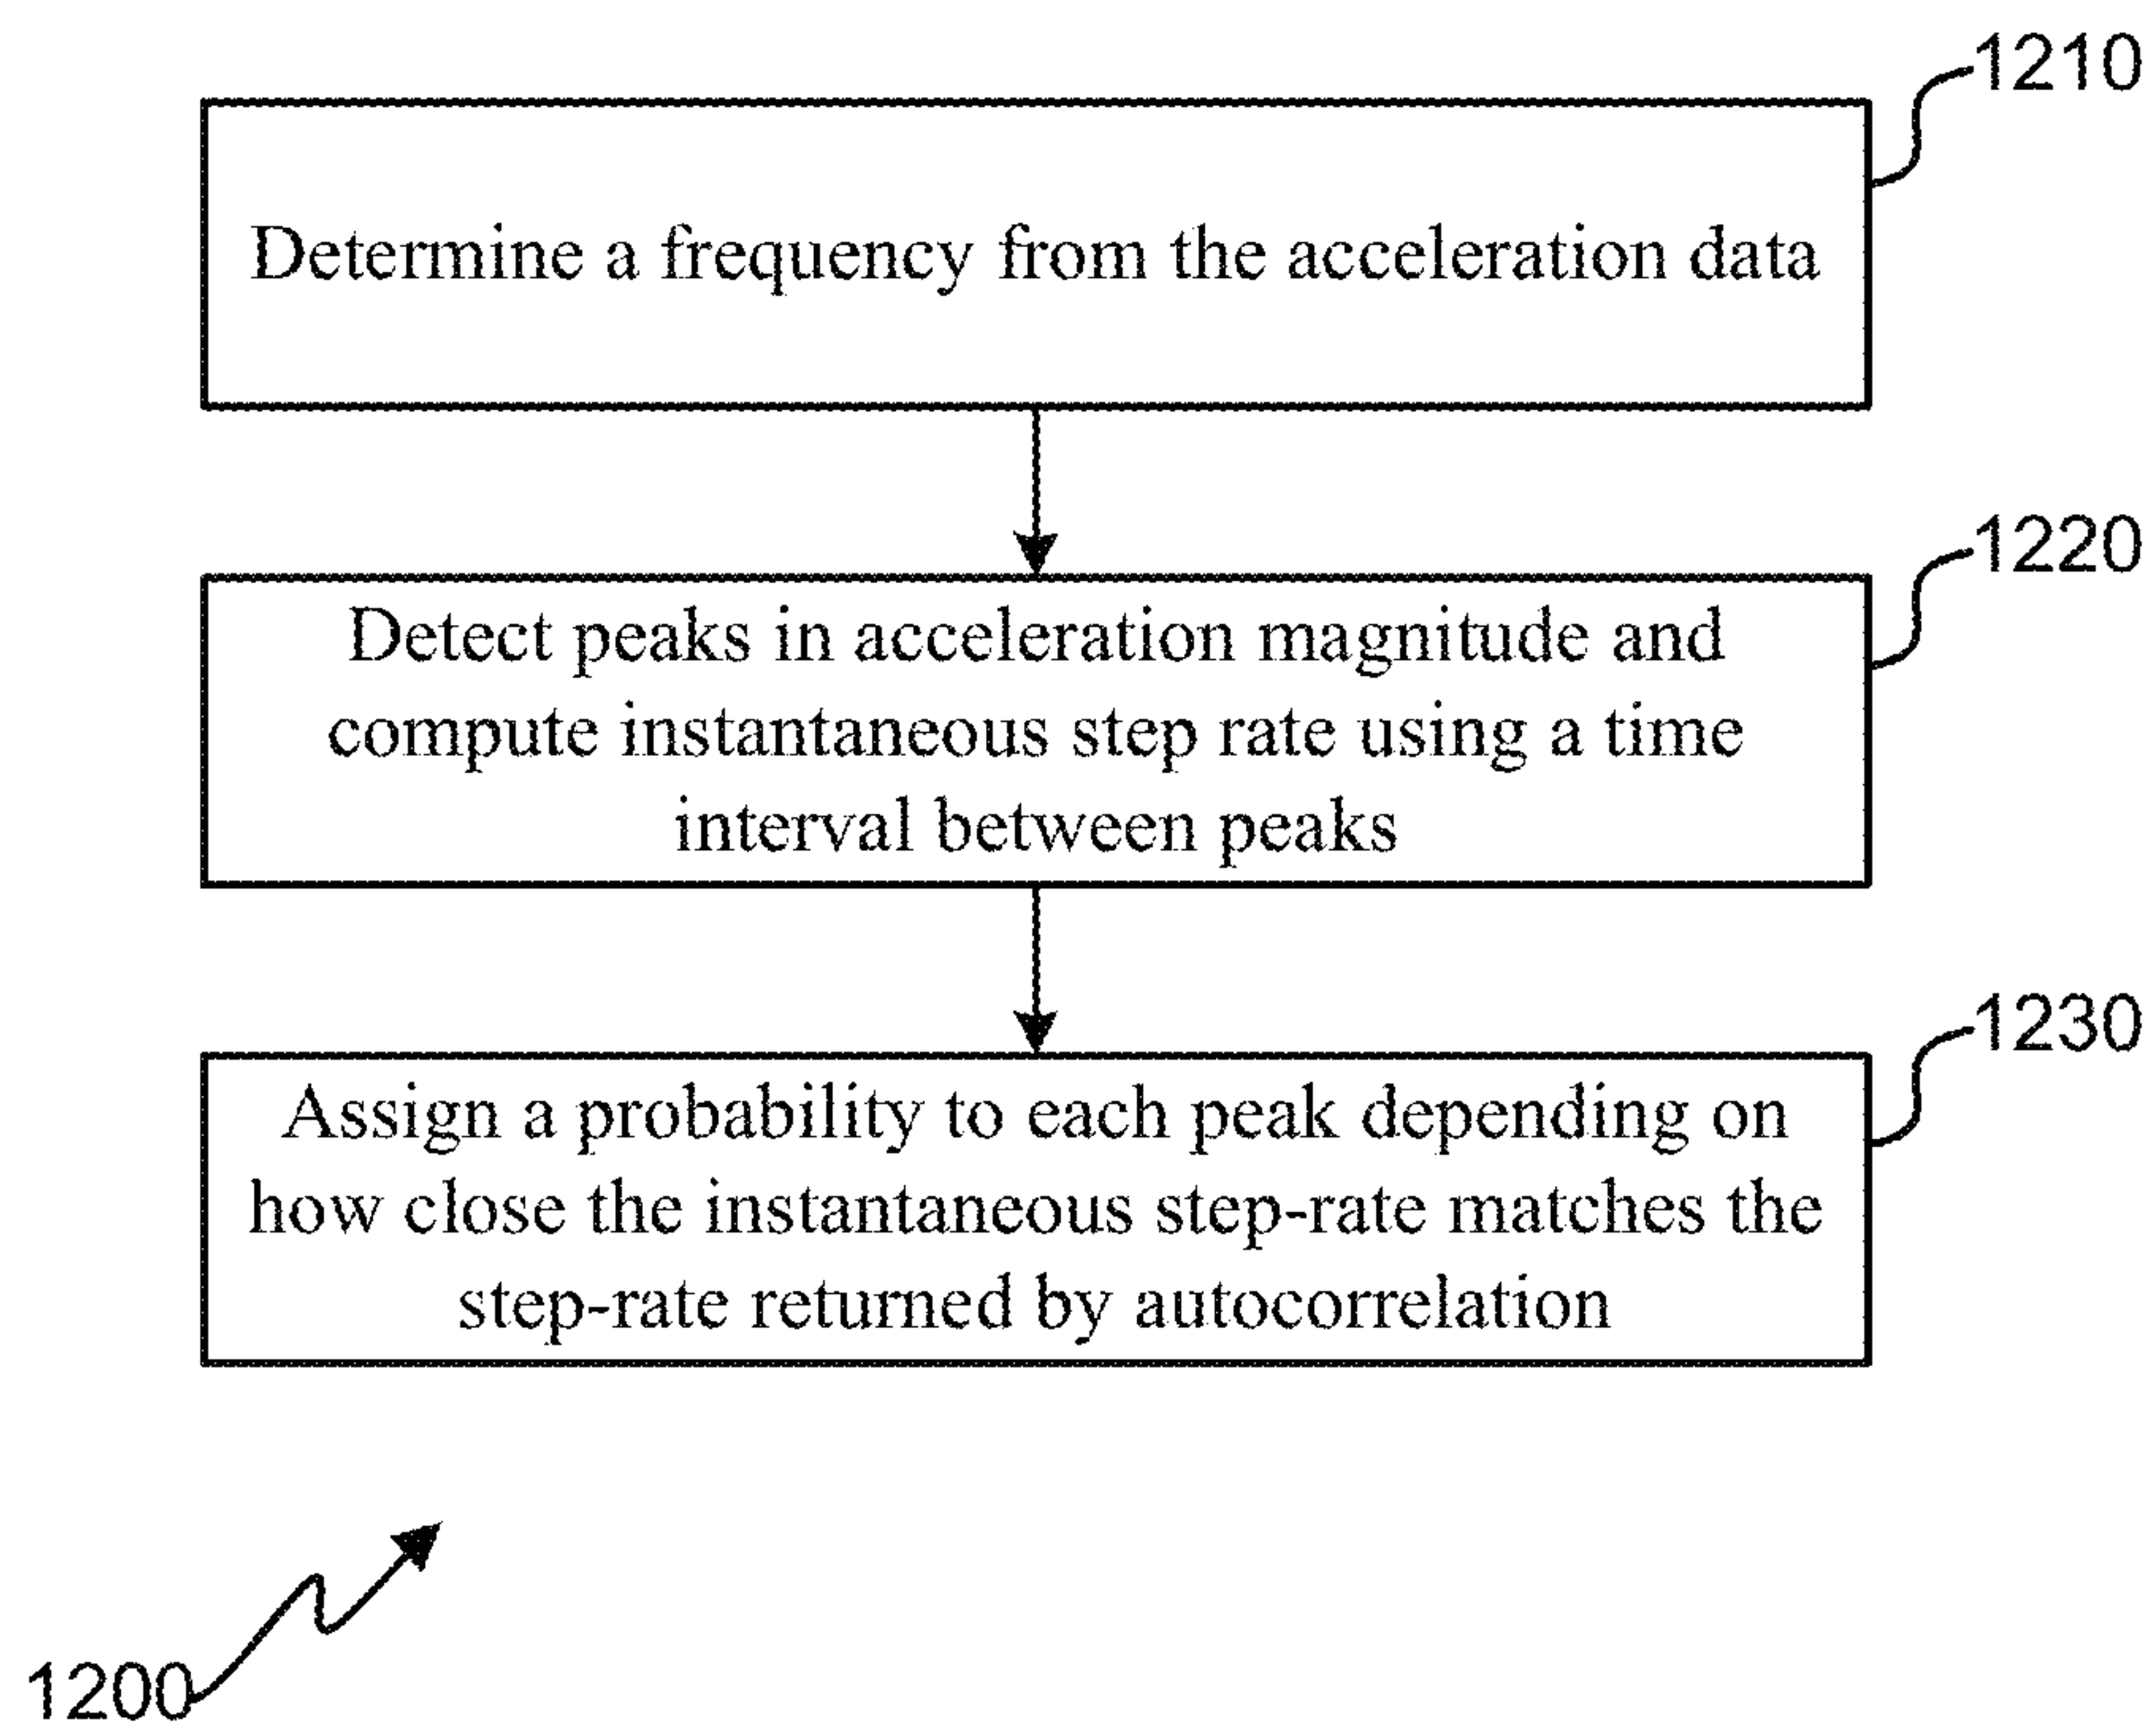 1210
Determine a frequency from the acceleration data
1220
Detect peaks in acceleration magnitude and
compute instantaneous step rate using a time
interval between peaks
1230
Assign a probability to each peak depending on
how close the instantaneous step-rate matches the
step-rate returned by autocorrelation
1200